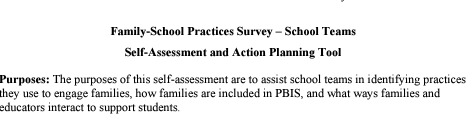 Family-School Practices Survey – School Teams
Self-Assessment and Action Planning Tool
Purposes: The purposes of this self-assessment are to assist school teams in identifying practices
they use to engage families, how families are included in PBIS, and what ways families and
educators interact to support students.